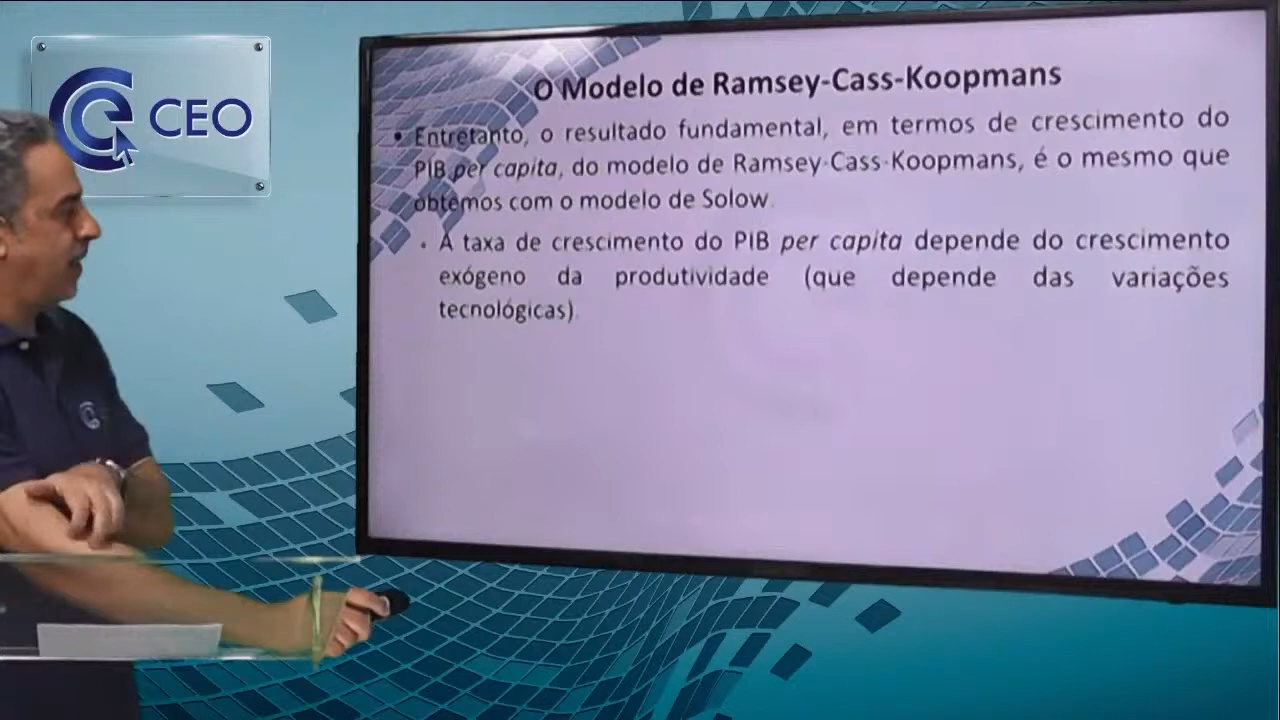 CEO
O Modelo de Ramsey-Cass-Koopmans
• Entretanto, o resultado fundamental, em termos de crescimento do
PIB per capita, do modelo de Ramsey-Cass-Koopmans, é o mesmo que
obtemos com o modelo de Solow.
• A taxa de crescimento do PIB per capita depende do crescimento
exógeno da produtividade (que depende das variações
tecnológicas).